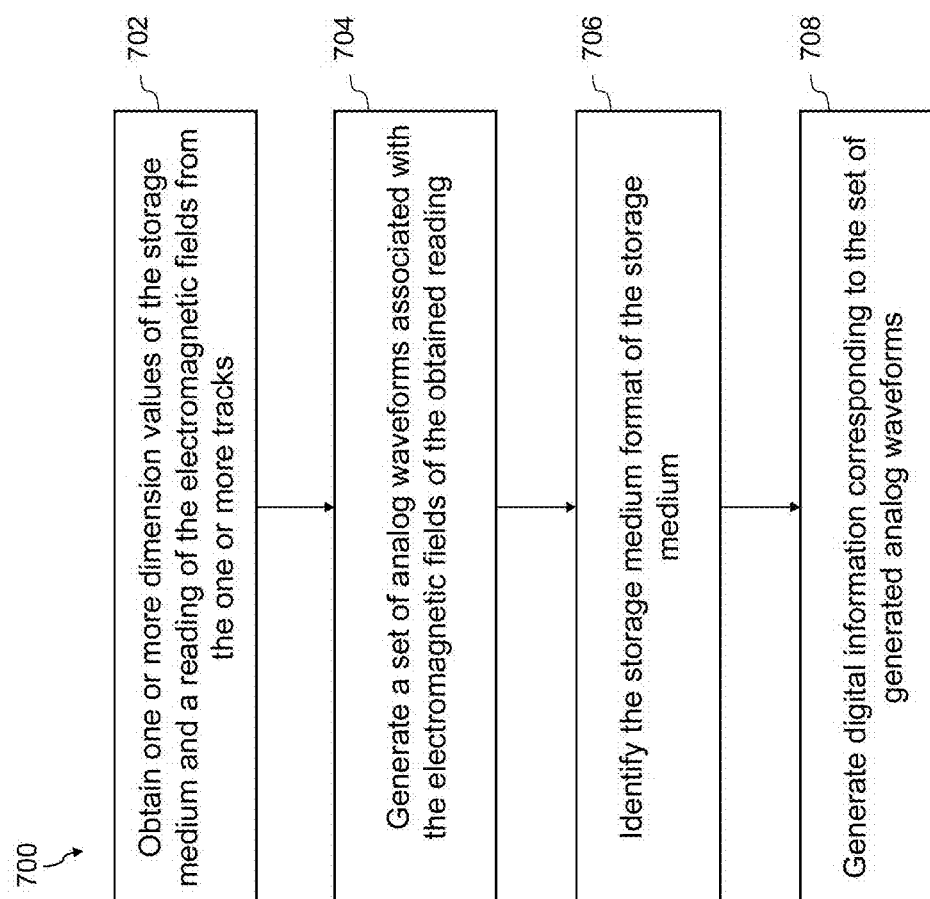 700
702
Obtain one or more dimension values of the storage
medium and a reading of the electromagnetic fields from
the one or more tracks
704
Generate a set of analog waveforms associated with
the electromagnetic fields of the obtained reading
706
Identify the storage medium format of the storage
medium
708
Generate digital information corresponding to the set of
generated analog waveforms